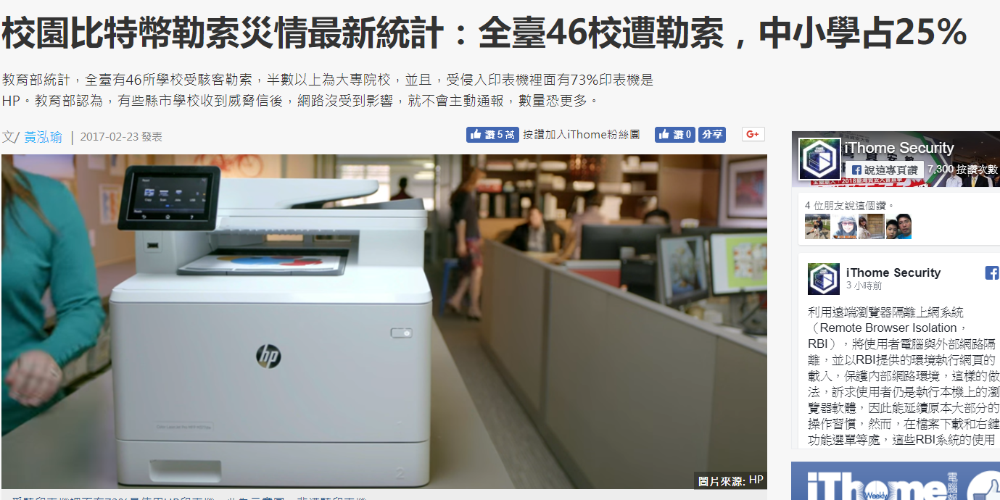 校園比特幣勒索災情最新統計：全臺46校遭勒索，中小學占25%
教育部統計，全臺有46所學校受駭客勒索，半數以上為大專院校，並且，受侵入印表機裡面有73%印表機是
HP。教育部認為，有些縣市學校收到威脅信後，網路沒受到影響，就不會主動通報，數量恐更多。
文/ 黃泓瑜 | 2017-02-23 發表
讚 5 萬 按讚加入iThome粉絲團 讚 0 分享 G+
hp
圖片來源: HP
iThome Security
說這專頁讚 7,300 按讚次數
4 位朋友說這個讚。
iThome Security
3 小時前
利用遠端瀏覽器隔離上網系統
（Remote Browser Isolation，
RBI），將使用者電腦與外部網路隔
離，並以RBI提供的環境執行網頁的
載入，保護內部網路環境，這樣的做
法，訴求使用者仍是執行本機上的瀏
覽器軟體，因此能延續原本大部分的
操作習慣，然而，在檔案下載和右鍵
功能選單等處，這些RBI系統的使用
iThome
Weekly
電腦報